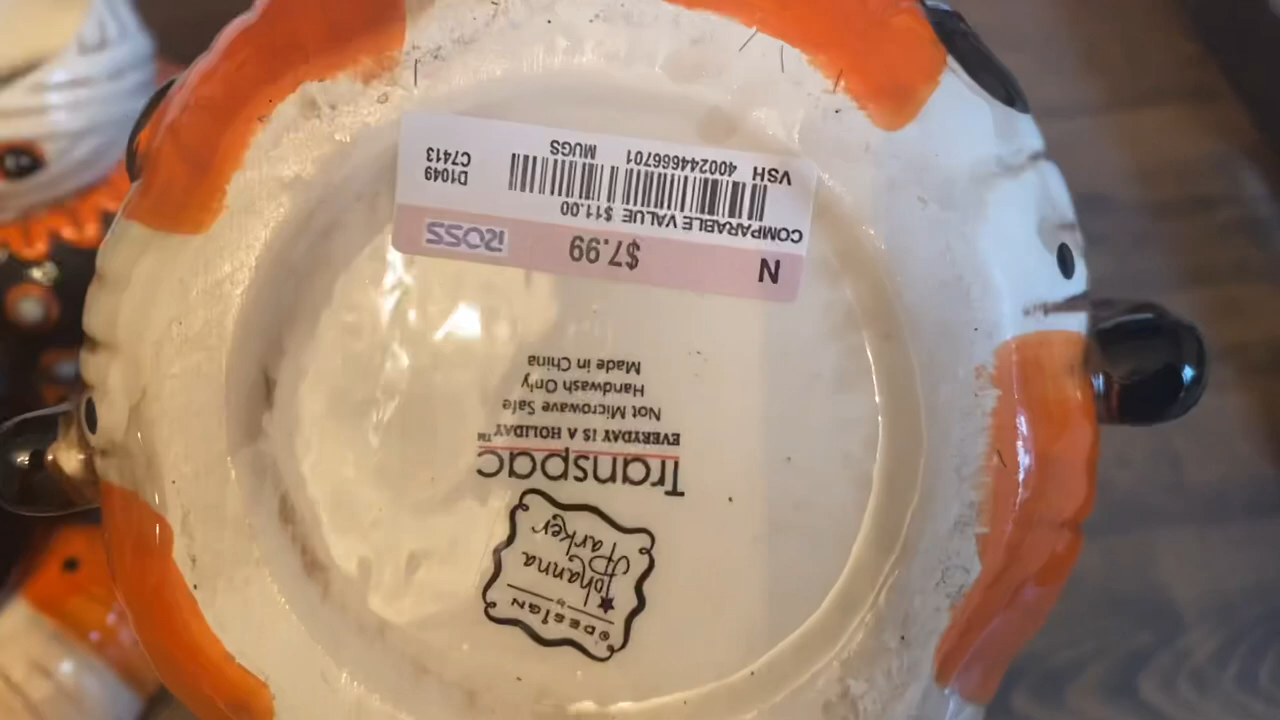 © DESIGN
by
Johanna
Parker
Transpac
EVERYDAY IS A HOLIDAY™
Not Microwave Safe
Handwash Only
Made in China
N $7.99 ROSS
COMPARABLE VALUE $11.00
VSH 400244666701 MUGS
D1049
C7413